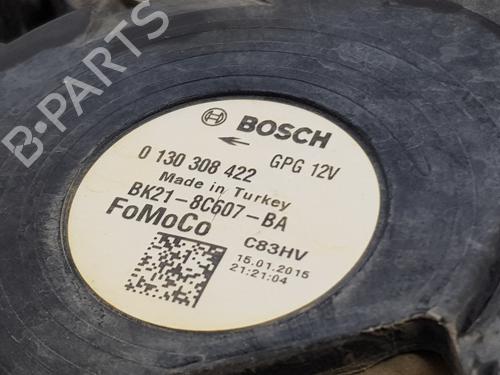 B-PARTS
BOSCH
0 130 308 422 GPG 12V
Made in Turkey
BK21-8C607-BA
FoMoCo
C83HV
15.01.2015
21:21:04